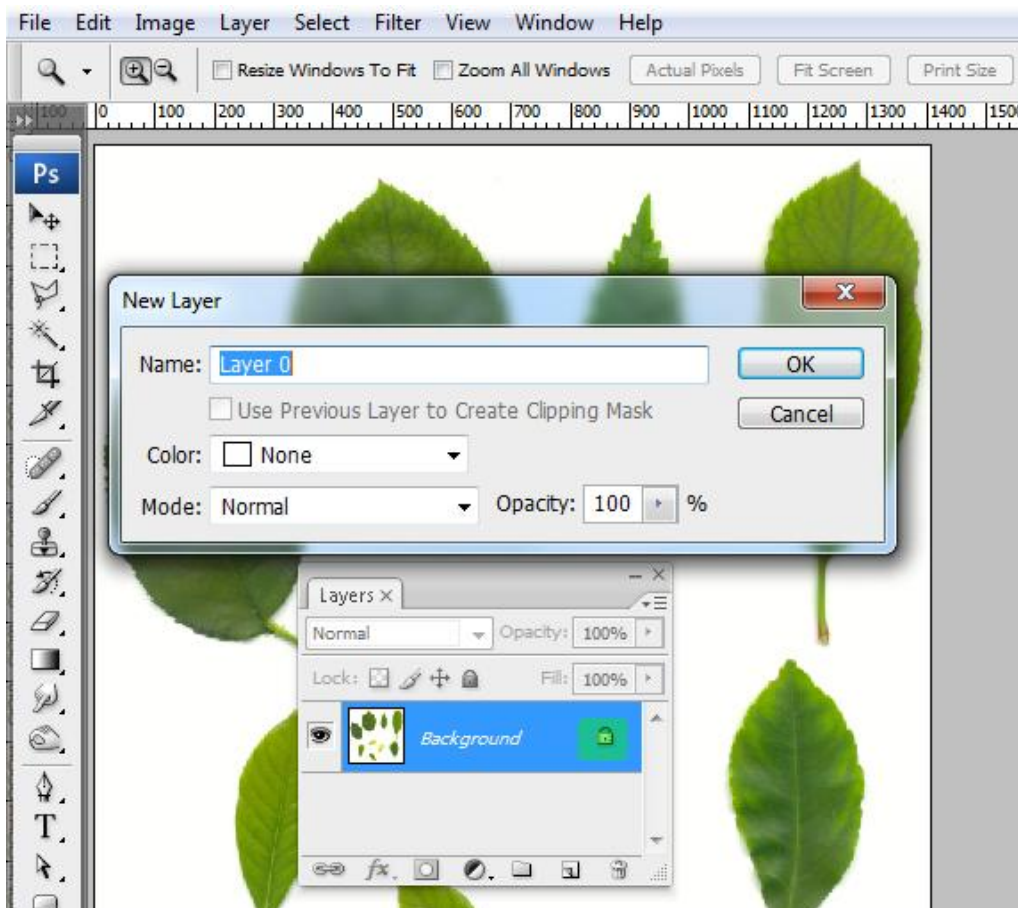 File Edit Image Layer Select Filter View Window Help
Resize Windows To Fit Zoom All Windows Actual Pixels Fit Screen Print Size
100 0 100 200 300 400 500 600 700 800 900 1000 1100 1200 1300 1400
Ps
New Layer
Name: Layer 0 OK
Use Previous Layer to Create Clipping Mask Cancel
Color: None
Mode: Normal Opacity: 100 %
Layers
Normal Opacity: 100%
Lock: Fill: 100%
Background
fx.
T